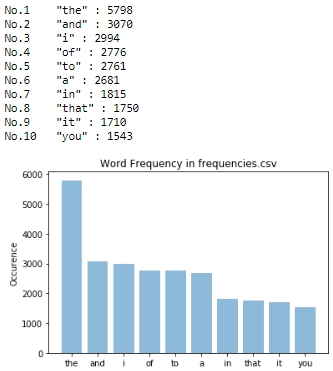 No.1 "the" : 5798
No.2 "and" : 3070
No.3 "i" : 2994
No.4 "of" : 2776
No.5 "to" : 2761
No.6 "a" : 2681
No.7 "in" : 1815
No.8 "that" : 1750
No.9 "it" : 1710
No.10 "you" : 1543
Word Frequency in frequencies.csv
6000
5000
4000
3000
2000
1000
0
Occurence
the and i of to a in that it you